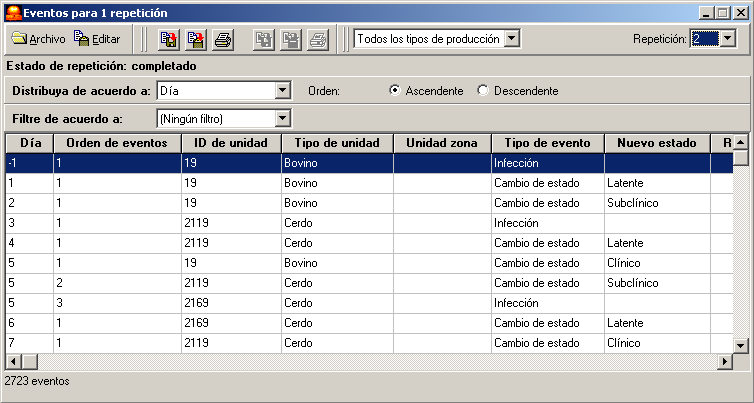 Eventos para 1 repetición
Archivo Editar Todos los tipos de producción Repetición: 2
Estado de repetición: completado
Distribuya de acuerdo a: Día Orden: Ascendente Descendente
Filtre de acuerdo a: (Ningún filtro)
Día Orden de eventos ID de unidad Tipo de unidad Unidad zona Tipo de evento Nuevo estado R
-1 1 19 Bovino Infección
1 1 19 Bovino Cambio de estado Latente
2 1 19 Bovino Cambio de estado Subclínico
3 1 2119 Cerdo Infección
4 1 2119 Cerdo Cambio de estado Latente
5 1 19 Bovino Cambio de estado Clínico
5 2 2119 Cerdo Cambio de estado Subclínico
5 3 2169 Cerdo Infección
6 1 2169 Cerdo Cambio de estado Latente
7 1 2119 Cerdo Cambio de estado Clínico
2723 eventos